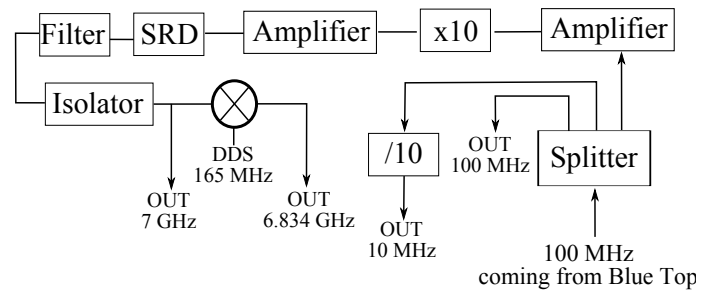 Filter
SRD
Amplifier
x10
Amplifier
Isolator
DDS
165 MHz
/10
OUT
100 MHz
Splitter
OUT
7 GHz
OUT
6.834 GHz
OUT
10 MHz
100 MHz
coming from Blue Top